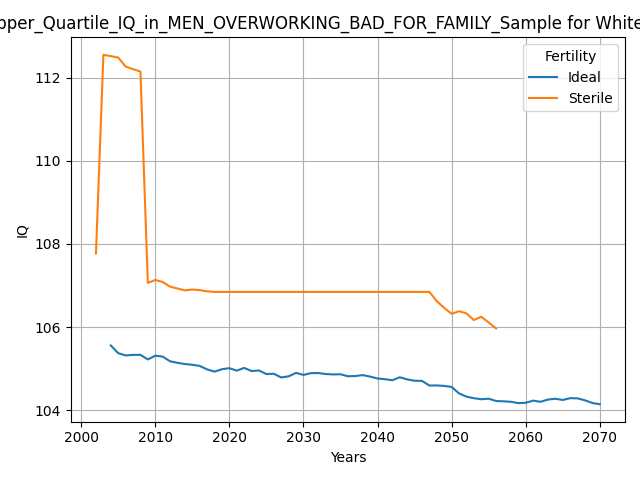 pper_Quartile_IQ_in_MEN_OVERWORKING_BAD_FOR_FAMILY_Sample for White
Fertility
Ideal
Sterile
IQ
112
110
108
106
104
2000 2010 2020 2030 2040 2050 2060 2070
Years